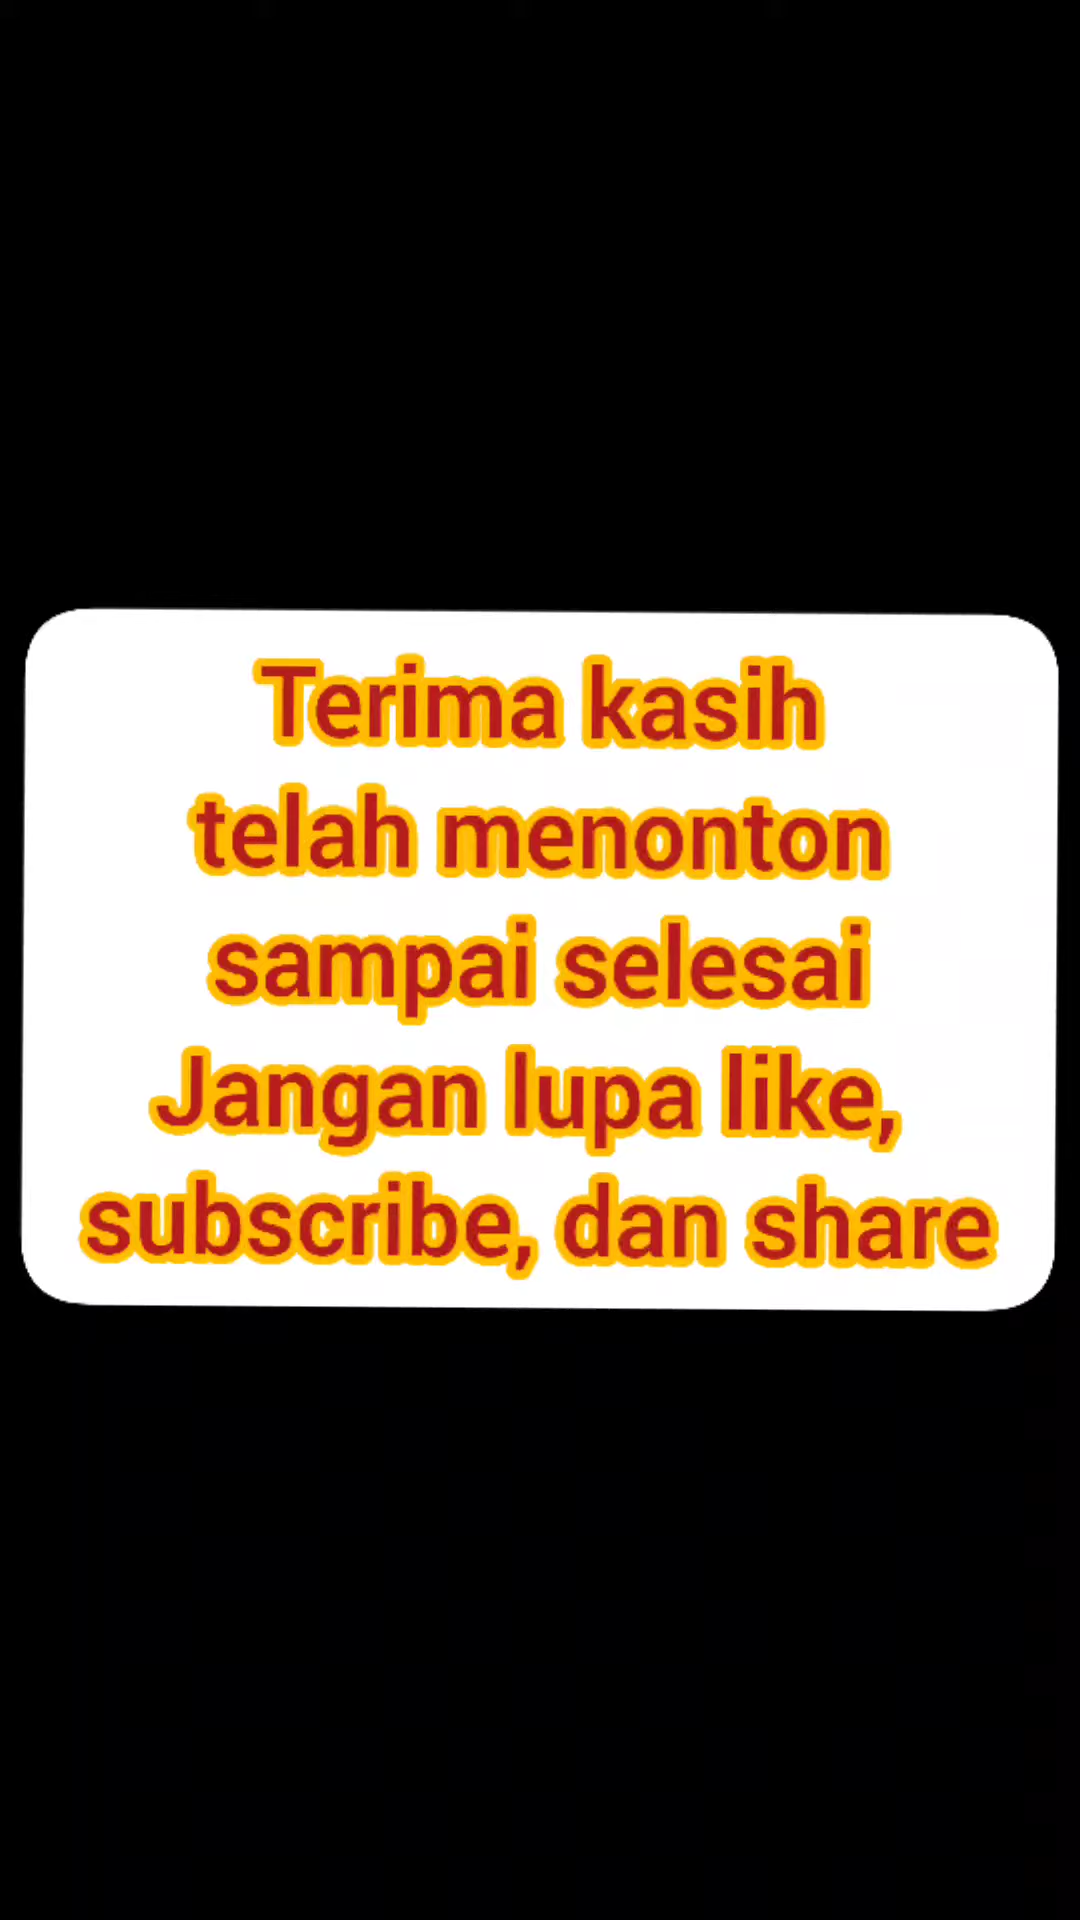 Terima kasih
telah menonton
sampai selesai
Jangan lupa like,
subscribe, dan share